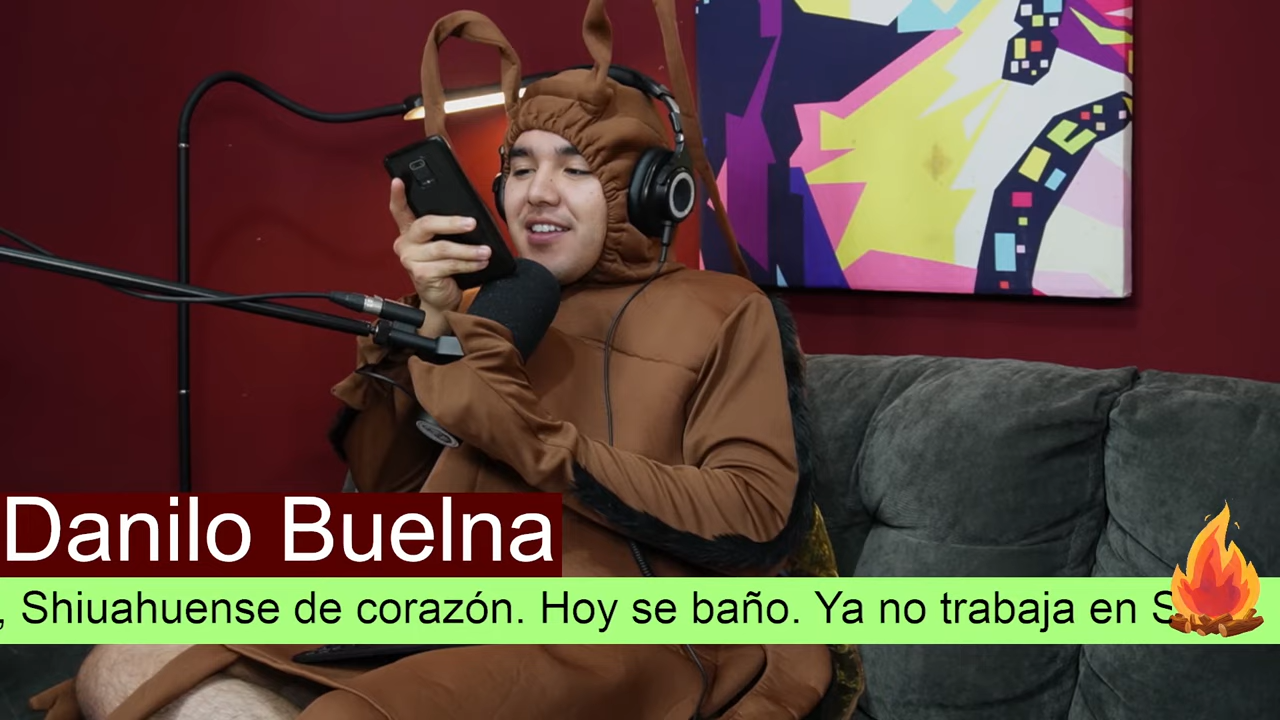 Danilo Buelna
, Shiuahuense de corazón. Hoy se baño. Ya no trabaja en S